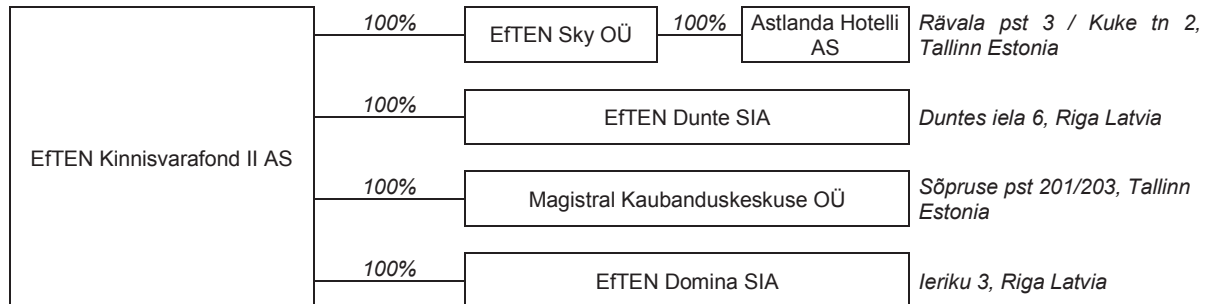 100%
EfTEN Sky OÜ
100%
Astlanda Hotelli
AS
Rävala pst 3 / Kuke tn 2,
Tallinn Estonia
100%
EfTEN Dunte SIA
Duntes iela 6, Riga Latvia
EfTEN Kinnisvarafond II AS
100%
Magistral Kaubanduskeskuse OÜ
Sõpruse pst 201/203, Tallinn
Estonia
100%
EfTEN Domina SIA
Ieriku 3, Riga Latvia